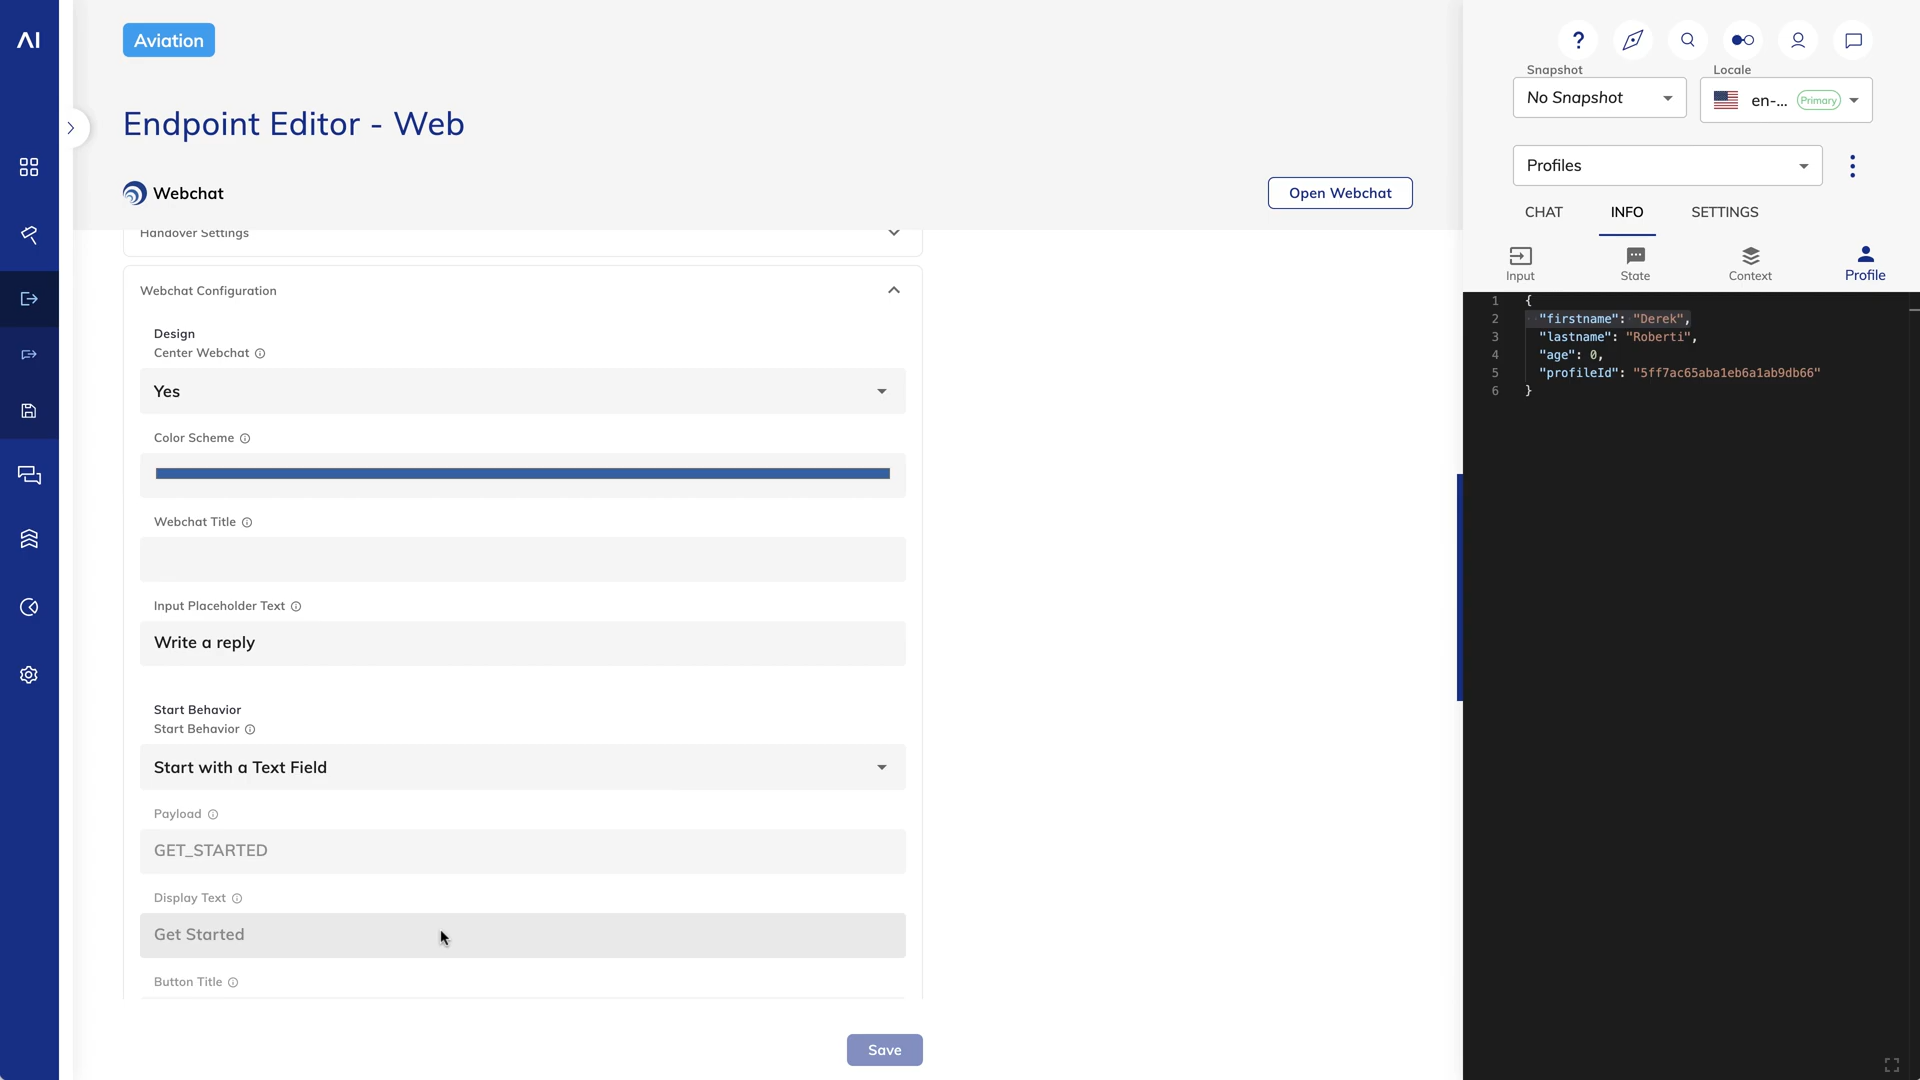 AI
Aviation
Endpoint Editor - Web
Webchat
Open Webchat
Handover Settings
Webchat Configuration
Design
Center Webchat
Yes
Color Scheme
Webchat Title
Input Placeholder Text
Write a reply
Start Behavior
Start Behavior
Start with a Text Field
Payload
GET_STARTED
Display Text
Get Started
Button Title
Save
?
Snapshot
No Snapshot
Locale
en-... Primary
Profiles
CHAT INFO SETTINGS
Input State Context Profile
1 {
2 "firstname": "Derek",
3 "lastname": "Roberti",
4 "age": 0,
5 "profileId": "5ff7ac65aba1eb6a1ab9db66"
6 }